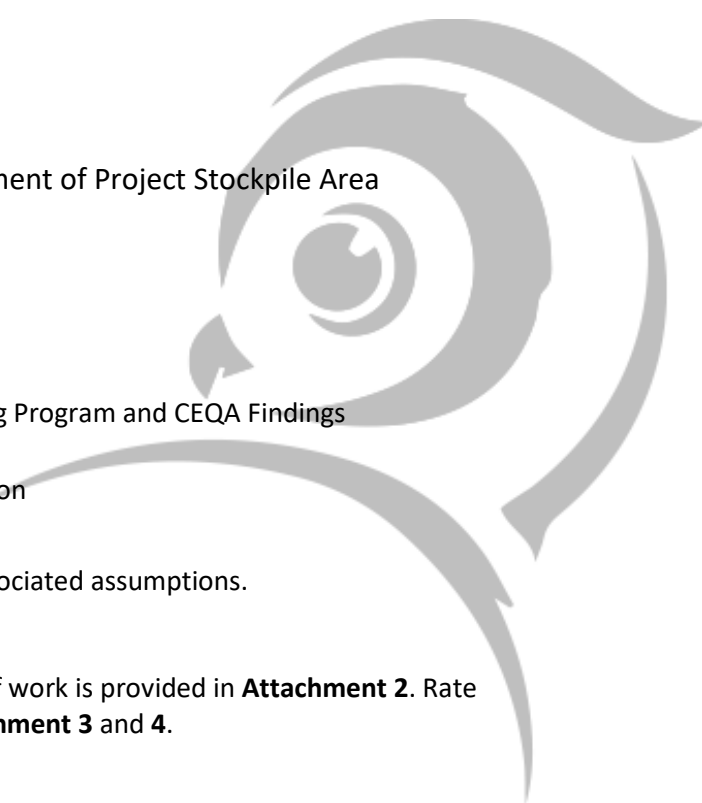 ment of Project Stockpile Area
g Program and CEQA Findings
on
ociated assumptions.
f work is provided in Attachment 2. Rate
nment 3 and 4.